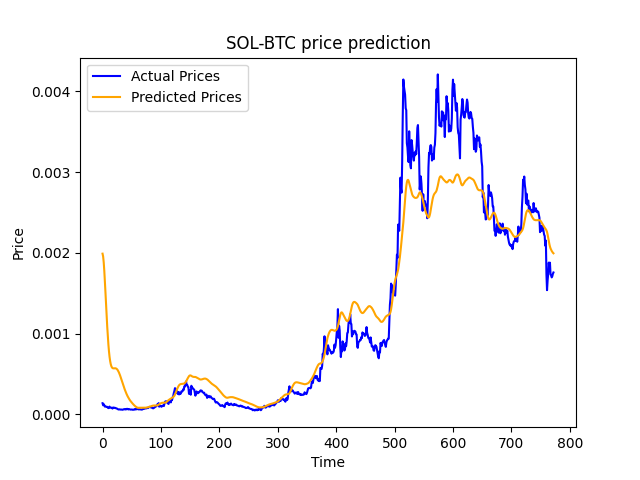 SOL-BTC price prediction
Actual Prices
Predicted Prices
0.004
0.003
0.002
0.001
0.000
Price
0 100 200 300 400 500 600 700 800
Time